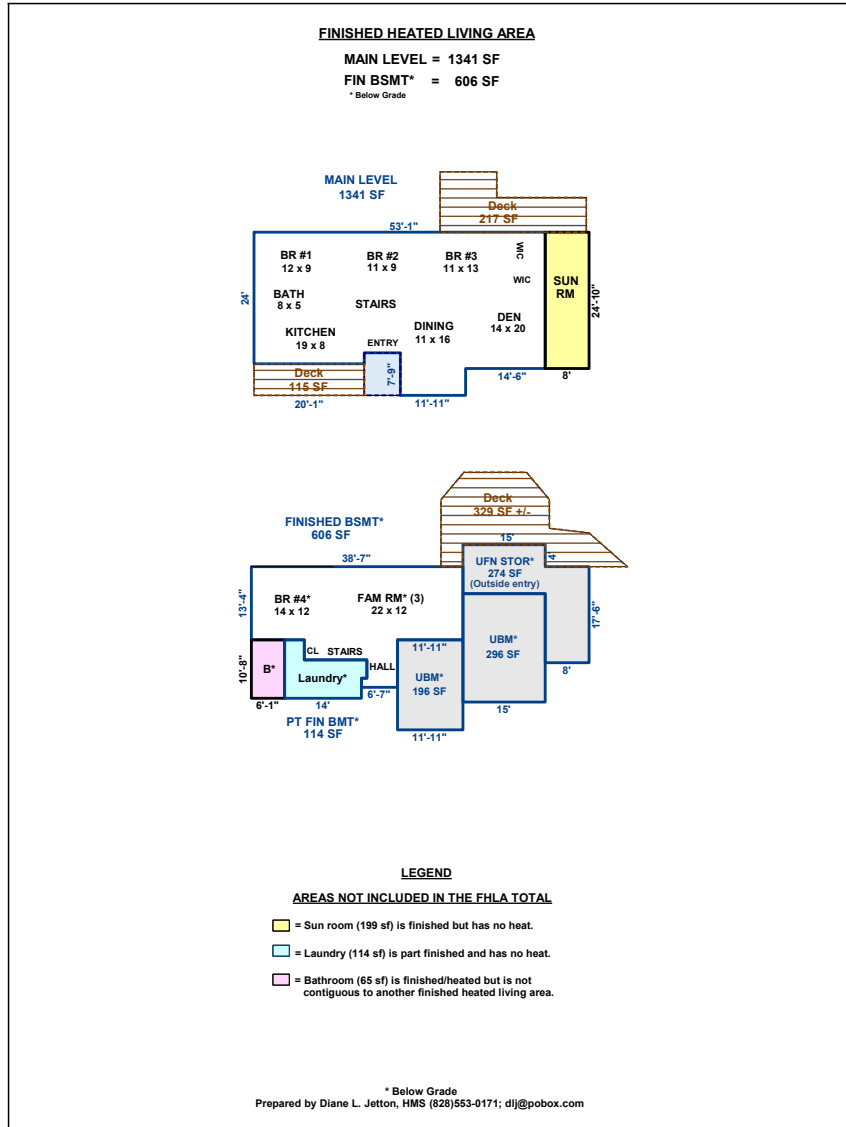 FINISHED HEATED LIVING AREA
MAIN LEVEL = 1341 SF
FIN BSMT* = 606 SF
* Below Grade
MAIN LEVEL
1341 SF
Deck
217 SF
53'-1"
BR #1
12 x 9
BR #2
11 x 9
BR #3
11 x 13
WIC
WIC
SUN
RM
24'-10"
24'
BATH
8 x 5
STAIRS
DEN
14 x 20
KITCHEN
19 x 8
ENTRY
DINING
11 x 16
Deck
115 SF
7'-9"
14'-6"
8'
20'-1"
11'-11"
Deck
329 SF +/-
FINISHED BSMT*
606 SF
15'
4'
38'-7"
UFN STOR*
274 SF
(Outside entry)
13'-4"
BR #4*
14 x 12
FAM RM* (3)
22 x 12
17'-6"
11'-11"
UBM*
296 SF
CL
STAIRS
HALL
10'-8"
B*
Laundry*
UBM*
196 SF
8'
6'-7"
6'-1"
14'
15'
PT FIN BMT*
114 SF
11'-11"
LEGEND
AREAS NOT INCLUDED IN THE FHLA TOTAL
= Sun room (199 sf) is finished but has no heat.
= Laundry (114 sf) is part finished and has no heat.
= Bathroom (65 sf) is finished/heated but is not
contiguous to another finished heated living area.
* Below Grade
Prepared by Diane L. Jetton, HMS (828)553-0171; dlj@pobox.com